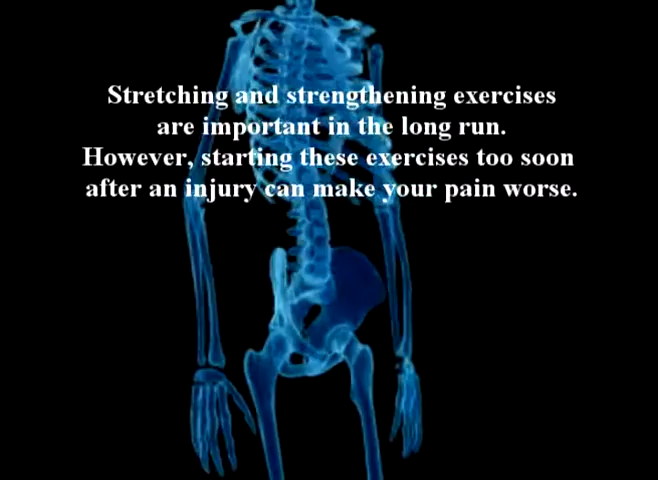 Stretching and strengthening exercises
are important in the long run.
However, starting these exercises too soon
after an injury can make your pain worse.